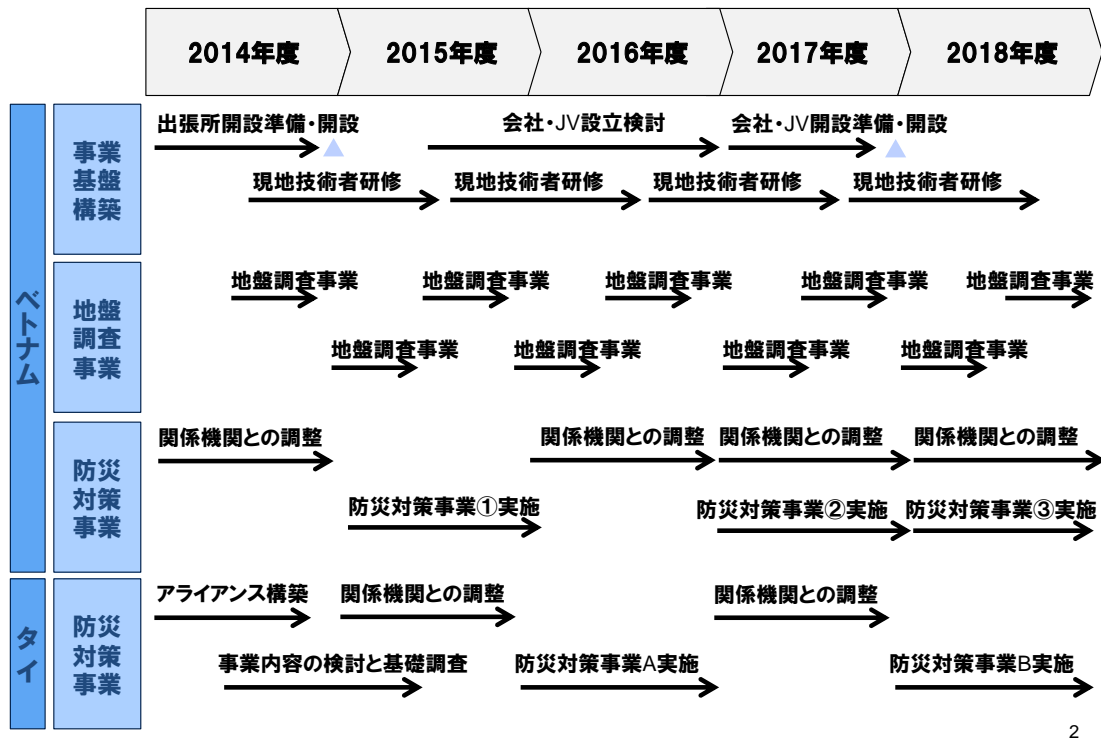 2014年度 2015年度 2016年度 2017年度 2018年度
ベトナム
事業基盤構築
出張所開設準備・開設 会社・JV設立検討 会社・JV開設準備・開設
現地技術者研修 現地技術者研修 現地技術者研修 現地技術者研修
地盤調査事業
地盤調査事業 地盤調査事業 地盤調査事業 地盤調査事業 地盤調査事業
地盤調査事業 地盤調査事業 地盤調査事業 地盤調査事業
防災対策事業
関係機関との調整 関係機関との調整 関係機関との調整 関係機関との調整
防災対策事業①実施 防災対策事業②実施 防災対策事業③実施
タイ
防災対策事業
アライアンス構築 関係機関との調整 関係機関との調整
事業内容の検討と基礎調査 防災対策事業A実施 防災対策事業B実施
2